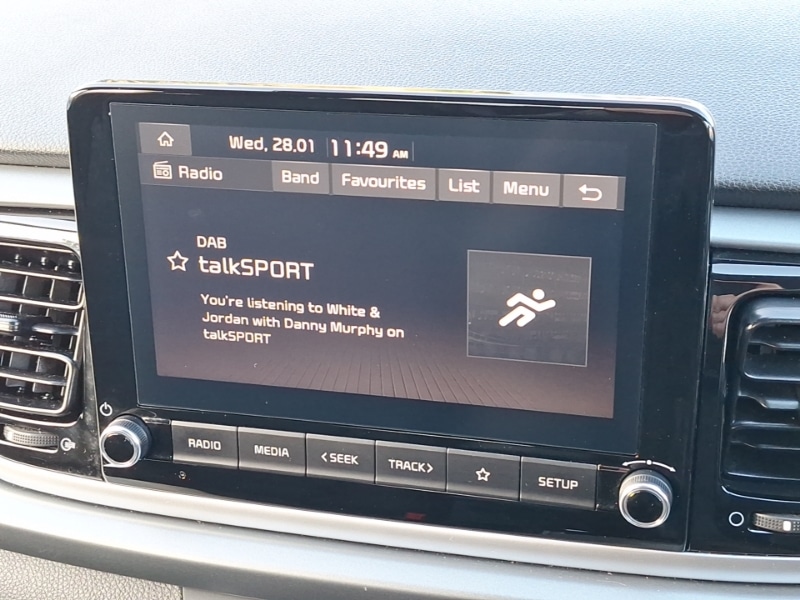 Wed, 28.01 11:49 AM
Radio Band Favourites List Menu
DAB
talkSPORT
You're listening to White &
Jordan with Danny Murphy on
talkSPORT
RADIO MEDIA <SEEK TRACK> SETUP